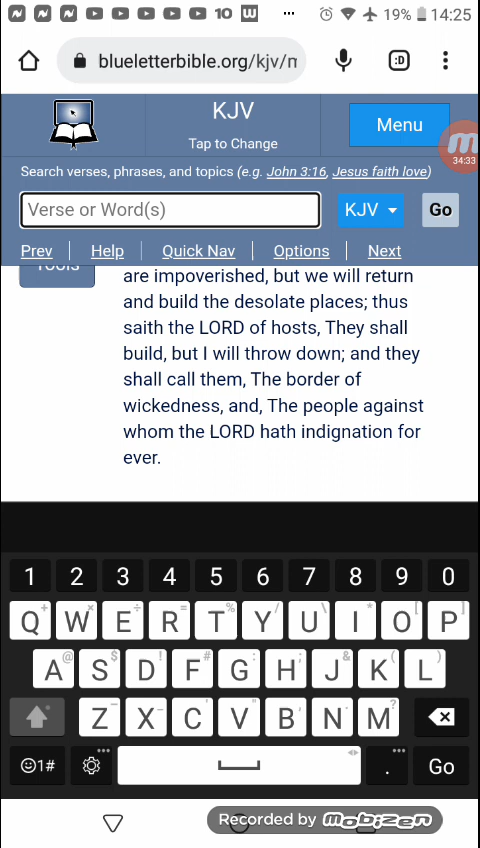 10 ... 19% 14:25
blueletterbible.org/kjv/m :D
KJV
Tap to Change
Menu
34:33
Search verses, phrases, and topics (e.g. John 3:16, Jesus faith love)
Verse or Word(s) KJV Go
Prev Help Quick Nav Options Next
Tools
are impoverished, but we will return
and build the desolate places; thus
saith the LORD of hosts, They shall
build, but I will throw down; and they
shall call them, The border of
wickedness, and, The people against
whom the LORD hath indignation for
ever.
1 2 3 4 5 6 7 8 9 0
Q W E R T Y U I O P
A S D F G H J K L
Z X C V B N M
☺1# . Go
Recorded by MOBIZEN